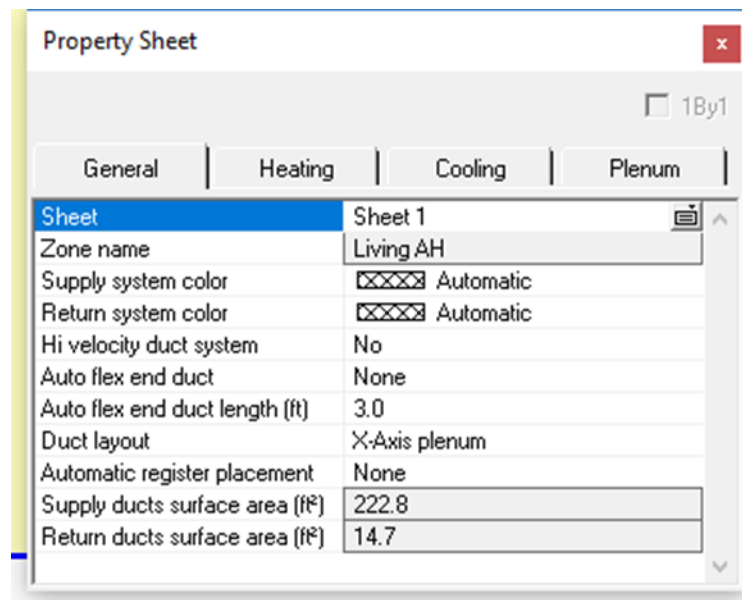 Property Sheet x
1By1
General Heating Cooling Plenum
Sheet Sheet 1
Zone name Living AH
Supply system color Automatic
Return system color Automatic
Hi velocity duct system No
Auto flex end duct None
Auto flex end duct length (ft) 3.0
Duct layout X-Axis plenum
Automatic register placement None
Supply ducts surface area (ft²) 222.8
Return ducts surface area (ft²) 14.7